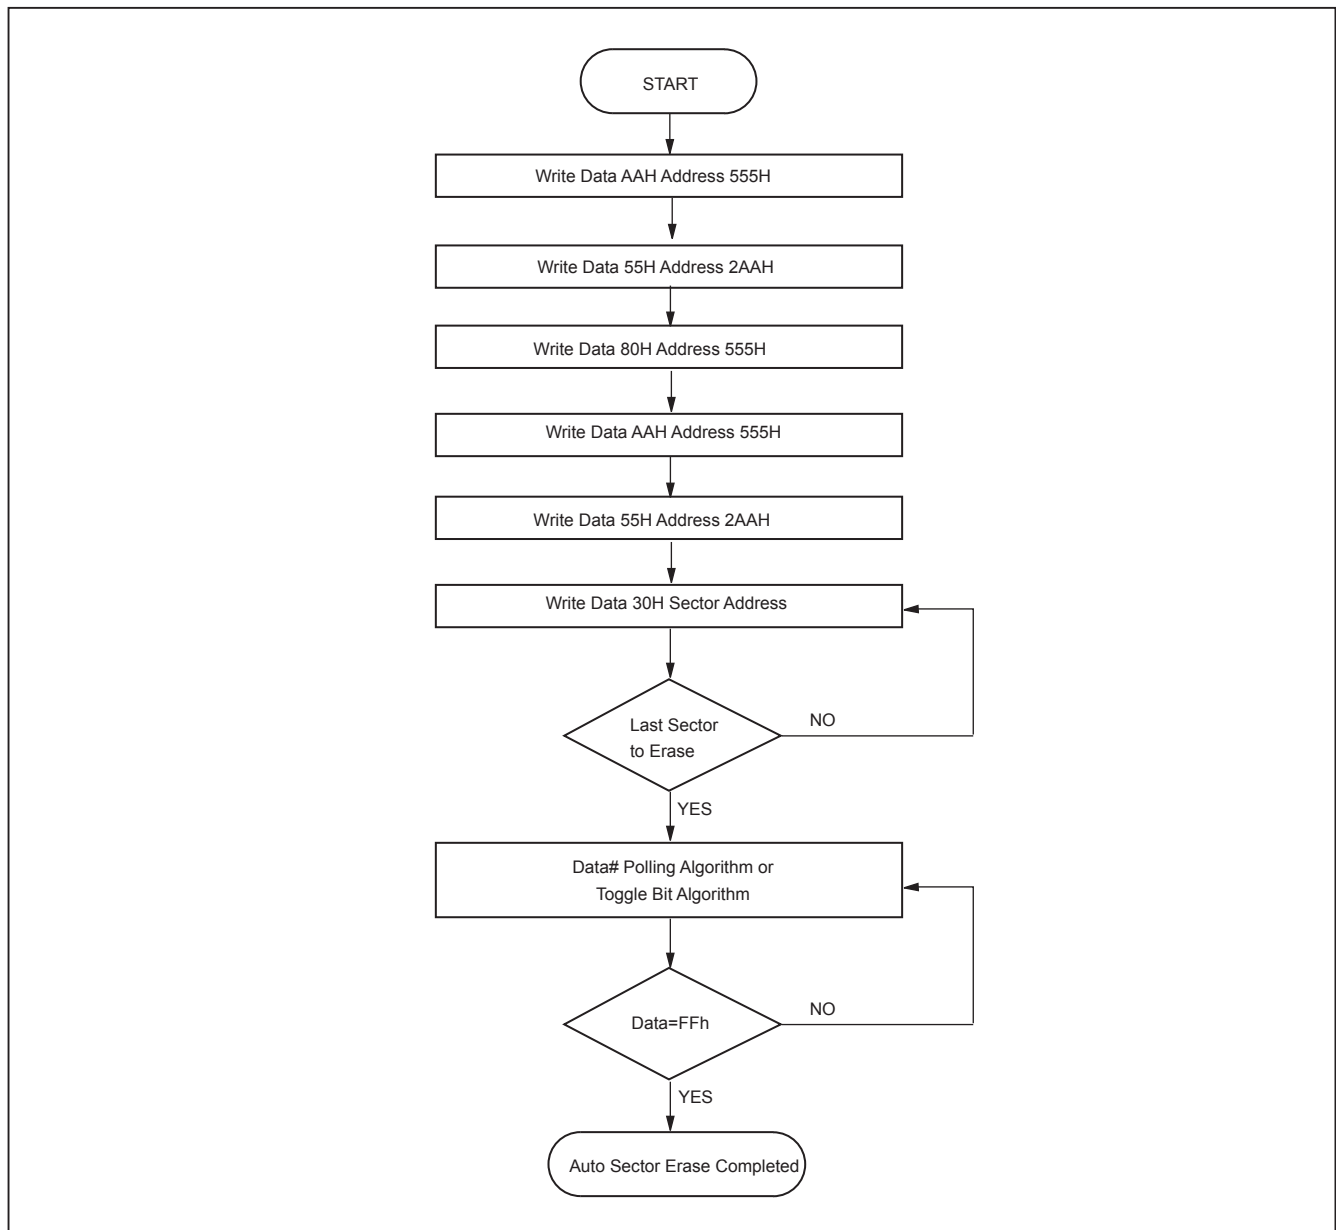 START
Write Data AAH Address 555H
Write Data 55H Address 2AAH
Write Data 80H Address 555H
Write Data AAH Address 555H
Write Data 55H Address 2AAH
Write Data 30H Sector Address
Last Sector
to Erase
NO
YES
Data# Polling Algorithm or
Toggle Bit Algorithm
Data=FFh
NO
YES
Auto Sector Erase Completed